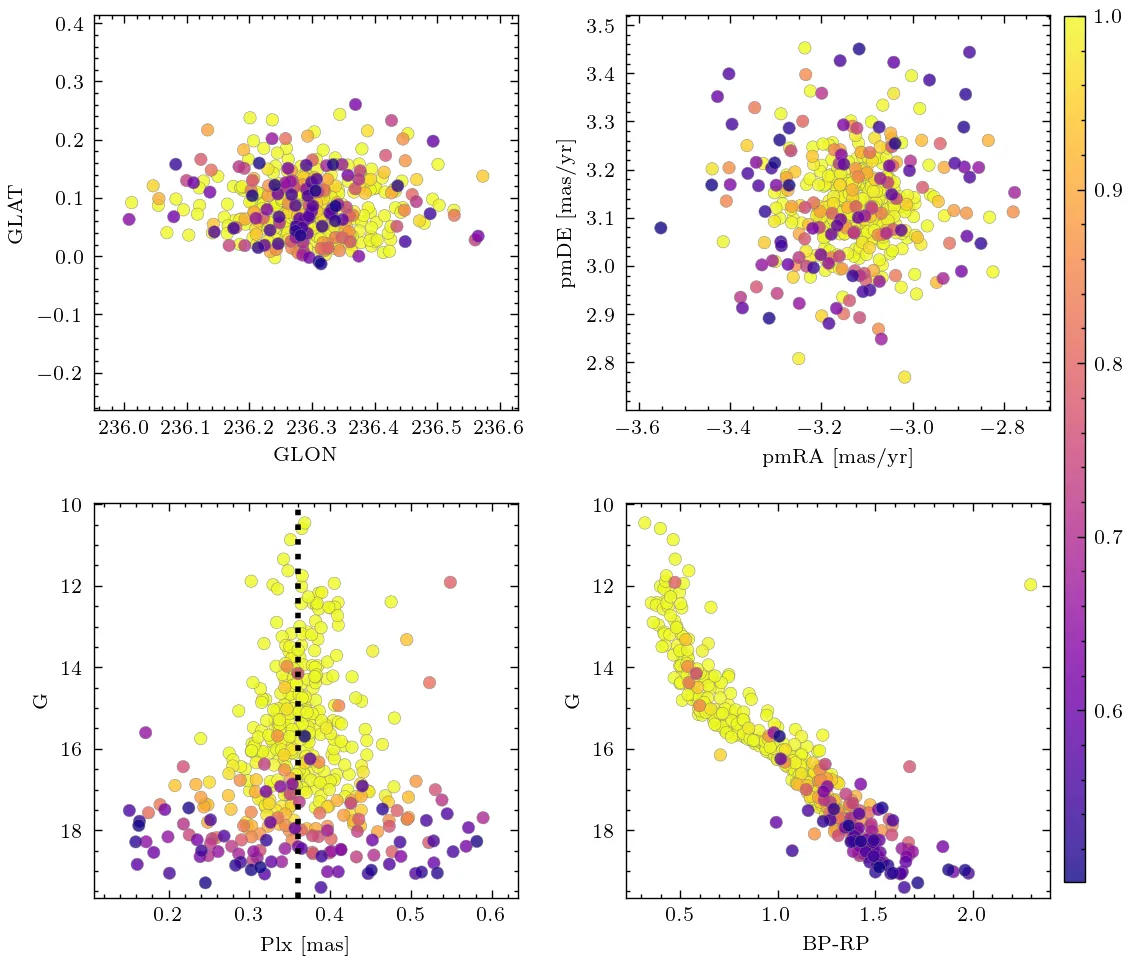 0.4
0.3
0.2
0.1
0.0
−0.1
−0.2
GLAT
236.0 236.1 236.2 236.3 236.4 236.5 236.6
GLON
3.5
3.4
3.3
3.2
3.1
3.0
2.9
2.8
pmDE [mas/yr]
−3.6 −3.4 −3.2 −3.0 −2.8
pmRA [mas/yr]
1.0
0.9
0.8
0.7
0.6
10
12
14
16
18
G
0.2 0.3 0.4 0.5 0.6
Plx [mas]
10
12
14
16
18
G
0.5 1.0 1.5 2.0
BP-RP